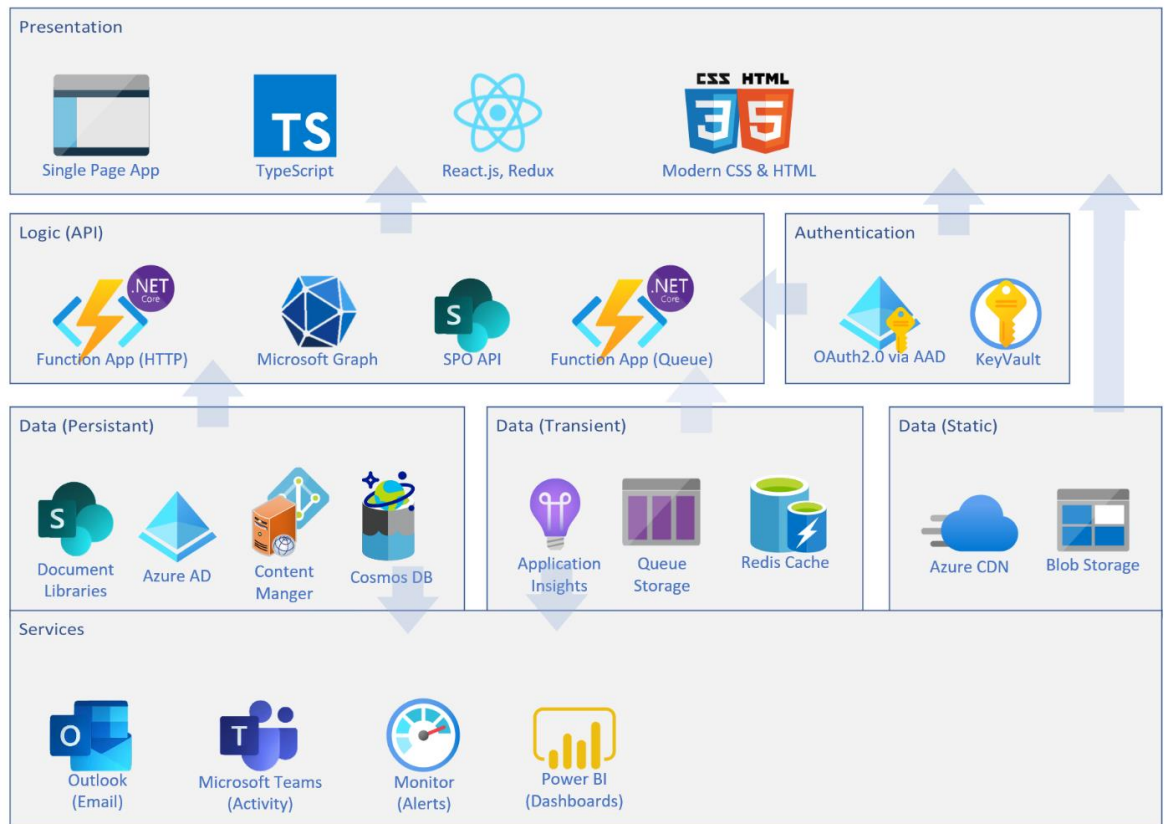 Presentation
CSS HTML
TS
3 5
Single Page App
TypeScript
React.js, Redux
Modern CSS & HTML
Logic (API)
.NET
Core
S
.NET
Core
Function App (HTTP)
Microsoft Graph
SPO API
Function App (Queue)
Authentication
OAuth2.0 via AAD
KeyVault
Data (Persistant)
S
Document
Libraries
Azure AD
Content
Manger
Cosmos DB
Data (Transient)
Application
Insights
Queue
Storage
Redis Cache
Data (Static)
Azure CDN
Blob Storage
Services
O
Outlook
(Email)
T
Microsoft Teams
(Activity)
Monitor
(Alerts)
Power BI
(Dashboards)